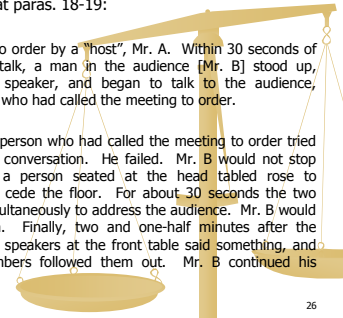 at paras. 18-19:
o order by a “host”, Mr. A. Within 30 seconds of
talk, a man in the audience [Mr. B] stood up,
speaker, and began to talk to the audience,
who had called the meeting to order.
person who had called the meeting to order tried
conversation. He failed. Mr. B would not stop
a person seated at the head tabled rose to
cede the floor. For about 30 seconds the two
ultaneously to address the audience. Mr. B would
. Finally, two and one-half minutes after the
speakers at the front table said something, and
bers followed them out. Mr. B continued his
26